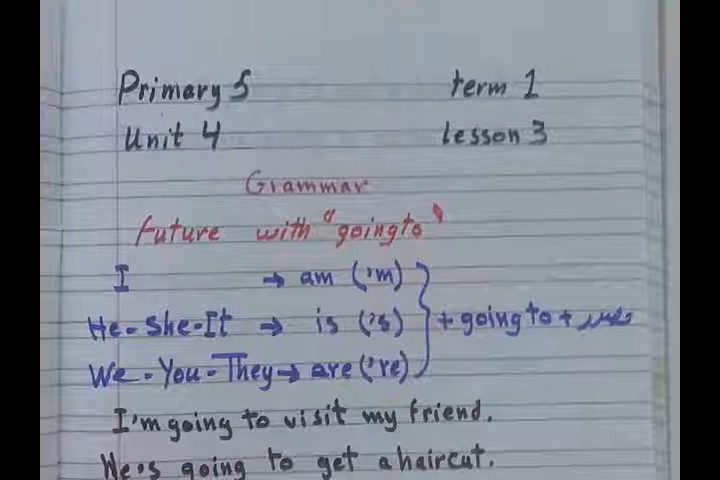 Primary 5 term 1
Unit 4 Lesson 3
Grammar
Future with "going to"
I → am ('m)
He - She - It → is ('s) + going to + مصدر
We - You - They → are ('re)
I'm going to visit my friend.
He's going to get a haircut.